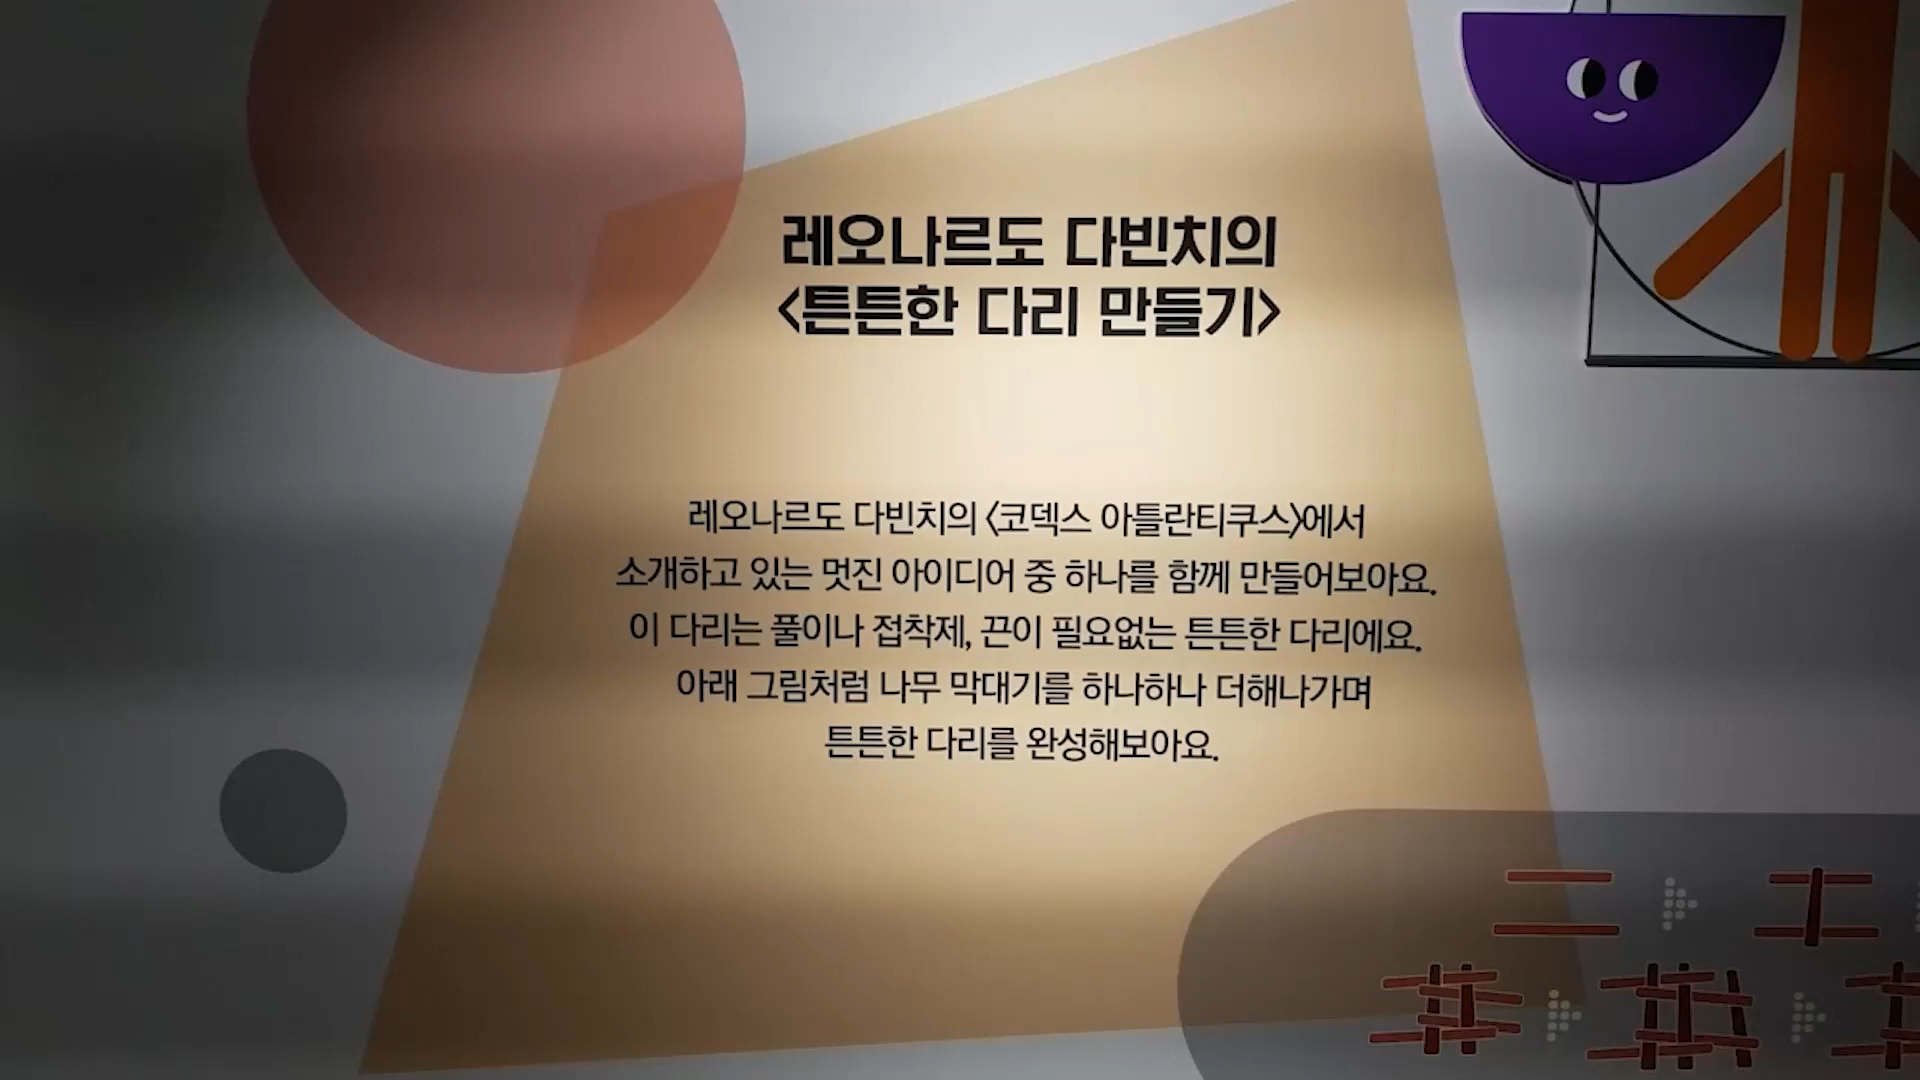 레오나르도 다빈치의
<튼튼한 다리 만들기>
레오나르도 다빈치의 <코덱스 아틀란티쿠스>에서
소개하고 있는 멋진 아이디어 중 하나를 함께 만들어보아요.
이 다리는 풀이나 접착제, 끈이 필요없는 튼튼한 다리에요.
아래 그림처럼 나무 막대기를 하나하나 더해나가며
튼튼한 다리를 완성해보아요.